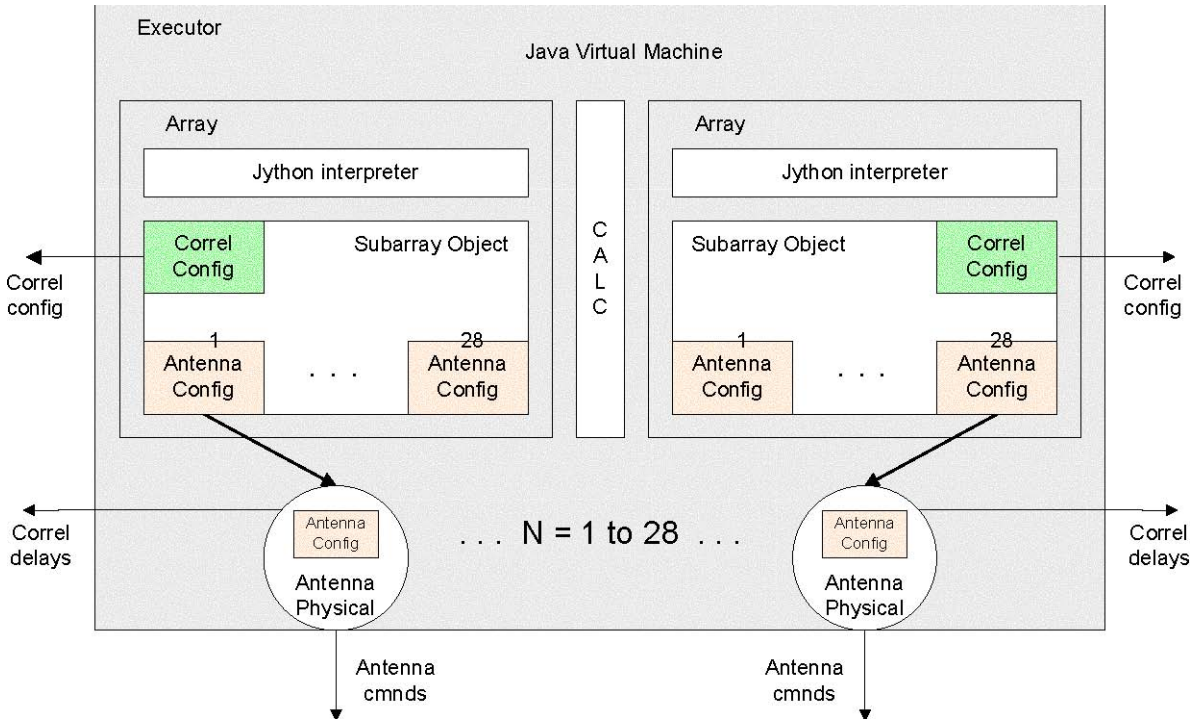 Executor
Java Virtual Machine
Array
Array
Jython interpreter
Jython interpreter
Correl
Config
Subarray Object
C
A
L
C
Subarray Object
Correl
Config
Correl
config
Correl
config
1
Antenna
Config
. . .
28
Antenna
Config
1
Antenna
Config
. . .
28
Antenna
Config
Correl
delays
Antenna
Config
Antenna
Physical
. . . N = 1 to 28 . . .
Antenna
Config
Antenna
Physical
Correl
delays
Antenna
cmnds
Antenna
cmnds